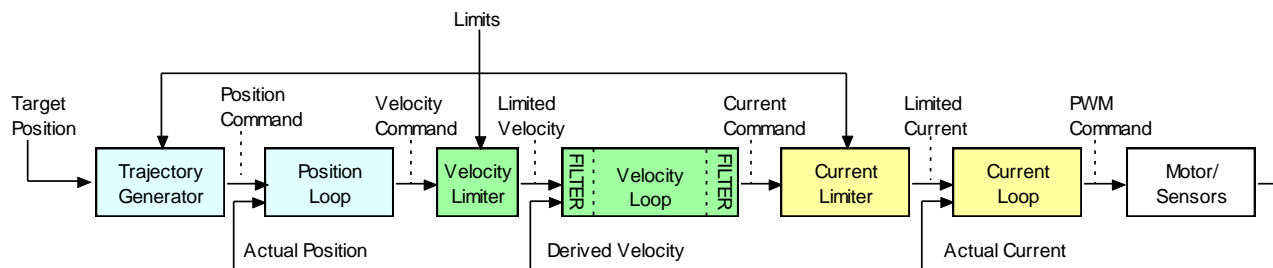 Limits
Target
Position
Position
Command
Velocity
Command
Limited
Velocity
Current
Command
Limited
Current
PWM
Command
Trajectory
Generator
Position
Loop
Velocity
Limiter
FILTER
Velocity
Loop
FILTER
Current
Limiter
Current
Loop
Motor/
Sensors
Actual Position
Derived Velocity
Actual Current